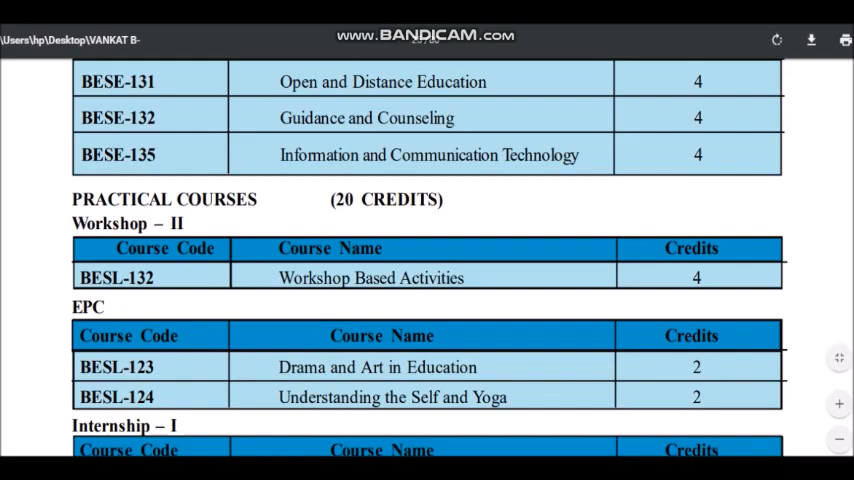 www.BANDICAM.com
\Users\hp\Desktop\VANKAT B-
BESE-131 Open and Distance Education 4
BESE-132 Guidance and Counseling 4
BESE-135 Information and Communication Technology 4
PRACTICAL COURSES (20 CREDITS)
Workshop – II
Course Code Course Name Credits
BESL-132 Workshop Based Activities 4
EPC
Course Code Course Name Credits
BESL-123 Drama and Art in Education 2
BESL-124 Understanding the Self and Yoga 2
Internship – I
Course Code Course Name Credits